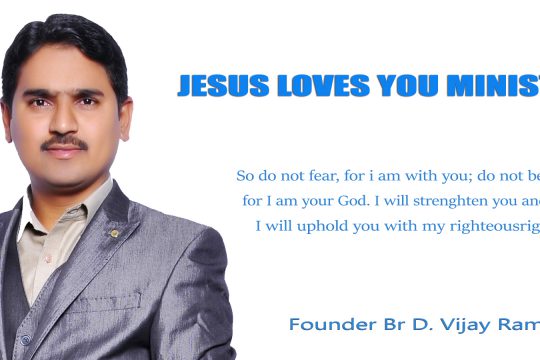 JESUS LOVES YOU MINIS
So do not fear, for i am with you; do not be
for I am your God. I will strenghten you and
I will uphold you with my righteousrig
Founder Br D. Vijay Ram